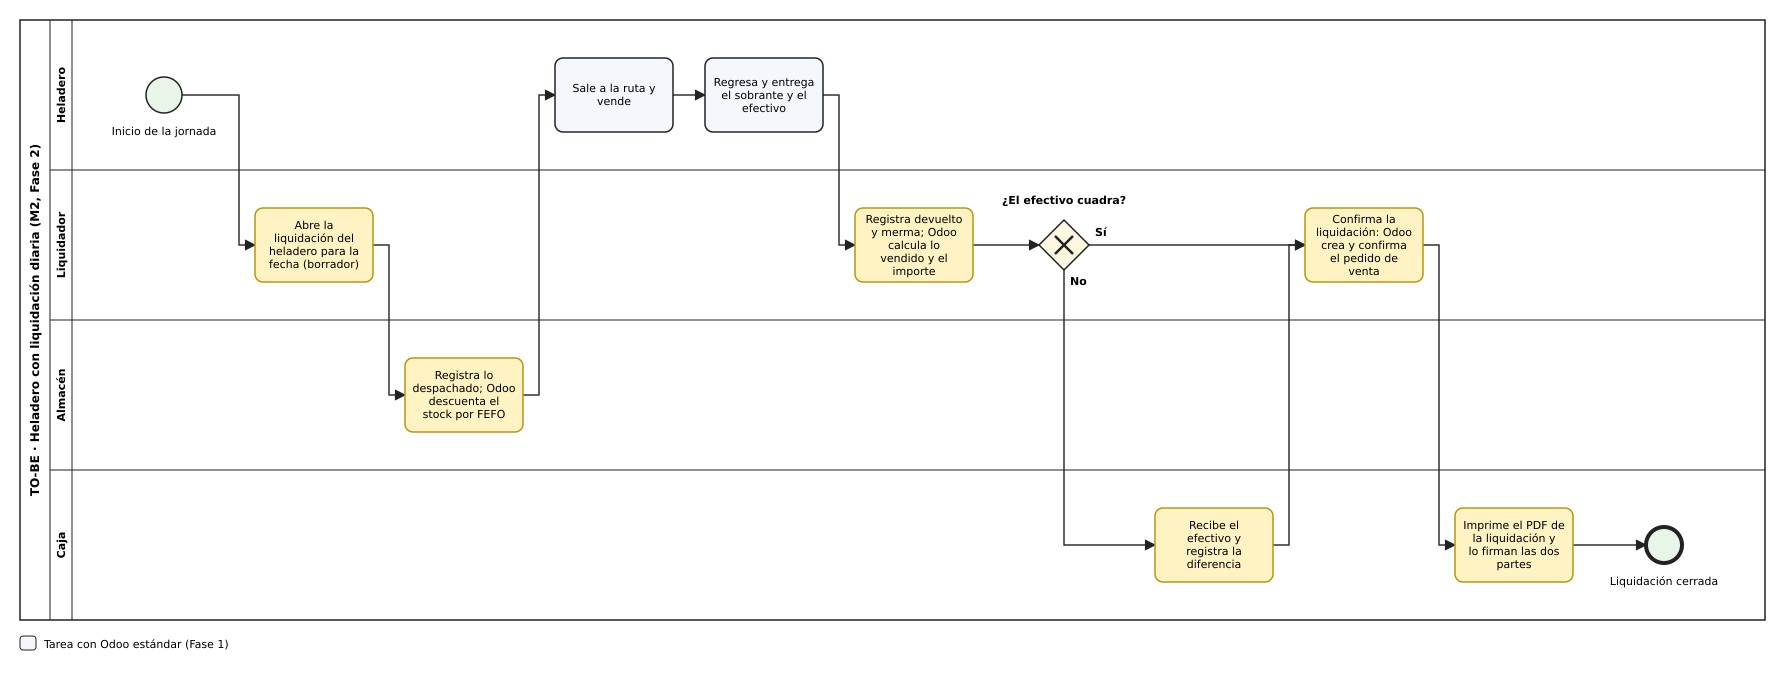 TO-BE · Heladero con liquidación diaria (M2, Fase 2)
Heladero
Inicio de la jornada
Sale a la ruta y
vende
Regresa y entrega
el sobrante y el
efectivo
Liquidador
Abre la
liquidación del
heladero para la
fecha (borrador)
Registra devuelto
y merma; Odoo
calcula lo
vendido y el
importe
¿El efectivo cuadra?
Sí
No
Confirma la
liquidación: Odoo
crea y confirma
el pedido de
venta
Almacén
Registra lo
despachado; Odoo
descuenta el
stock por FEFO
Caja
Recibe el
efectivo y
registra la
diferencia
Imprime el PDF de
la liquidación y
lo firman las dos
partes
Liquidación cerrada
Tarea con Odoo estándar (Fase 1)